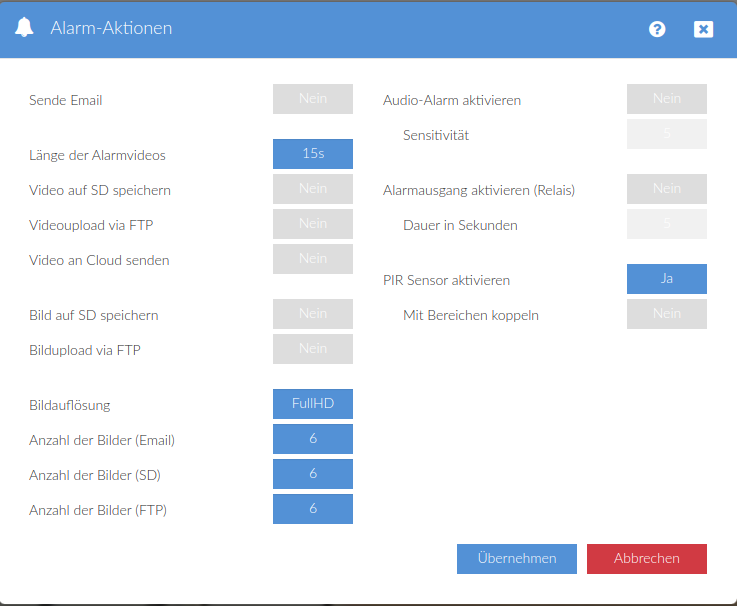 Alarm-Aktionen
Sende Email Nein
Länge der Alarmvideos 15s
Video auf SD speichern Nein
Videoupload via FTP Nein
Video an Cloud senden Nein
Bild auf SD speichern Nein
Bildupload via FTP Nein
Bildauflösung FullHD
Anzahl der Bilder (Email) 6
Anzahl der Bilder (SD) 6
Anzahl der Bilder (FTP) 6
Audio-Alarm aktivieren Nein
Sensitivität 5
Alarmausgang aktivieren (Relais) Nein
Dauer in Sekunden 5
PIR Sensor aktivieren Ja
Mit Bereichen koppeln Nein
Übernehmen Abbrechen